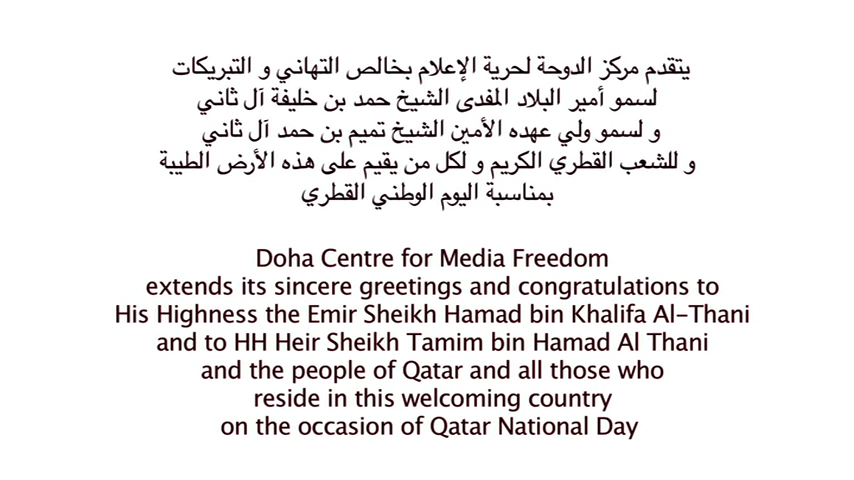 يتقدم مركز الدوحة لحرية الإعلام بخالص التهاني و التبريكات
لسمو أمير البلاد المفدى الشيخ حمد بن خليفة آل ثاني
و لسمو ولي عهده الأمين الشيخ تميم بن حمد آل ثاني
و للشعب القطري الكريم و لكل من يقيم على هذه الأرض الطيبة
بمناسبة اليوم الوطني القطري
Doha Centre for Media Freedom
extends its sincere greetings and congratulations to
His Highness the Emir Sheikh Hamad bin Khalifa Al-Thani
and to HH Heir Sheikh Tamim bin Hamad Al Thani
and the people of Qatar and all those who
reside in this welcoming country
on the occasion of Qatar National Day